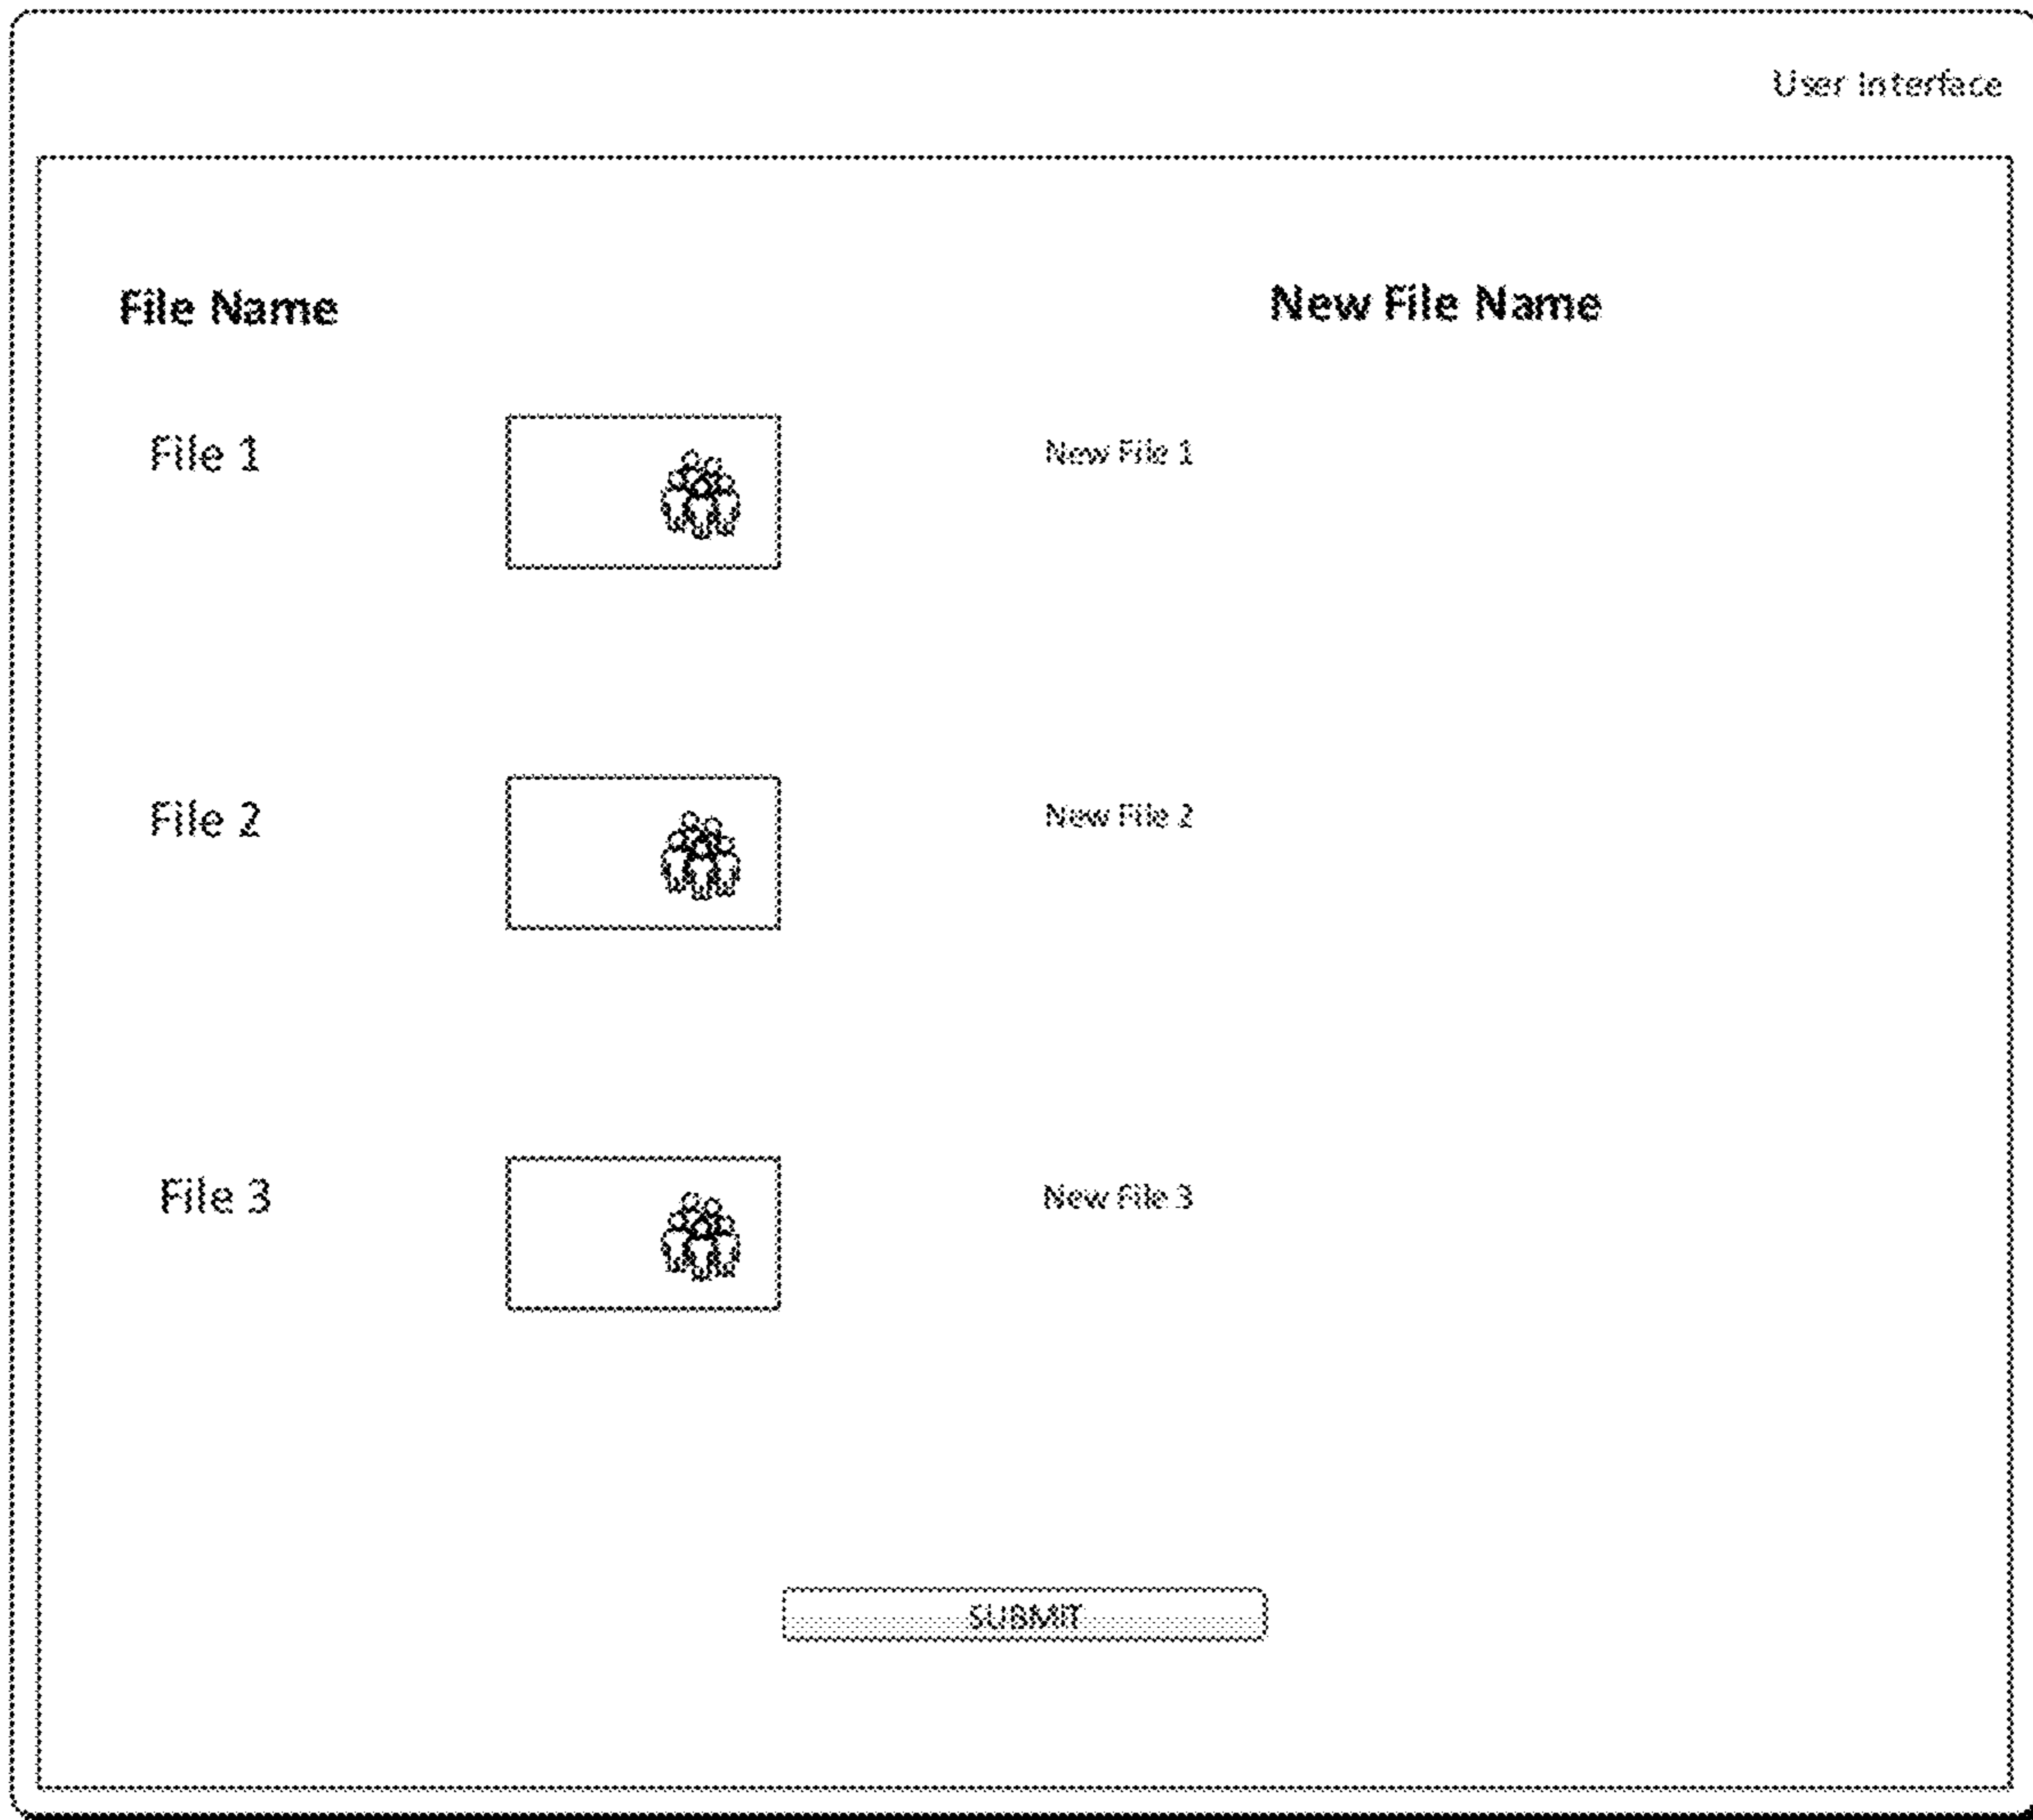 User Interface
File Name
New File Name
File 1
New File 1
File 2
New File 2
File 3
New File 3
SUBMIT